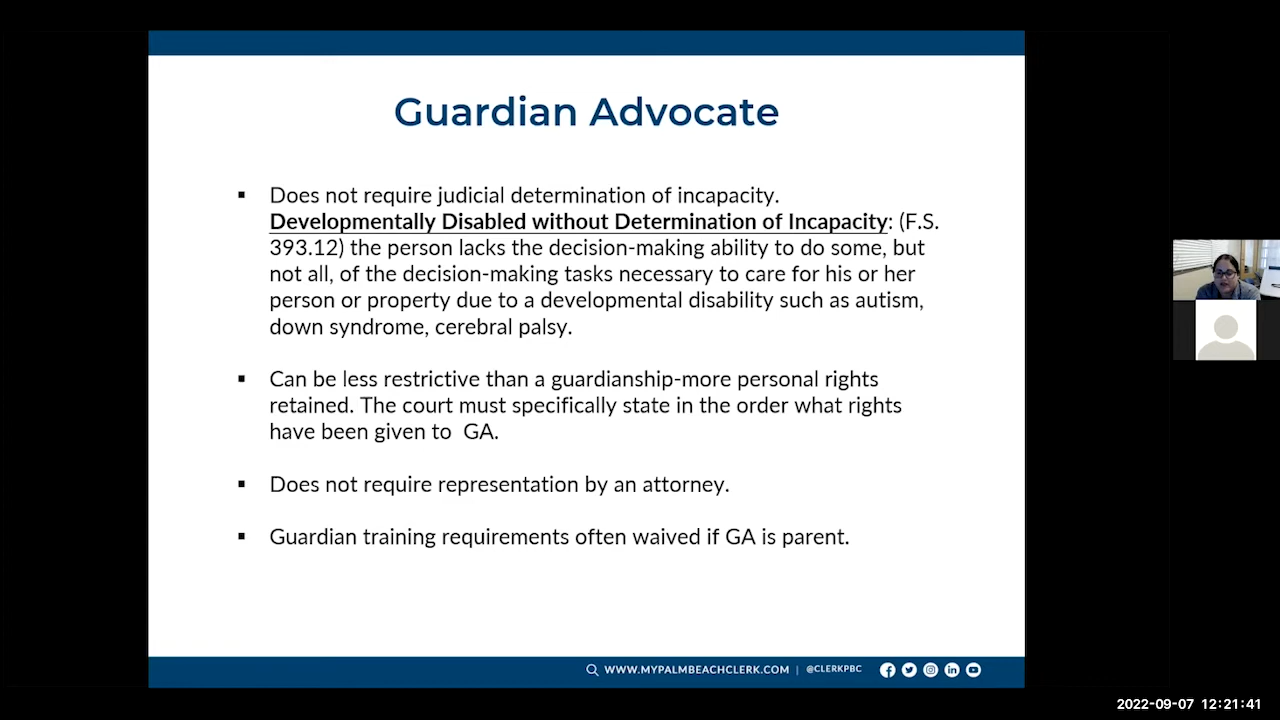 Guardian Advocate
▪ Does not require judicial determination of incapacity.
Developmentally Disabled without Determination of Incapacity: (F.S.
393.12) the person lacks the decision-making ability to do some, but
not all, of the decision-making tasks necessary to care for his or her
person or property due to a developmental disability such as autism,
down syndrome, cerebral palsy.
▪ Can be less restrictive than a guardianship-more personal rights
retained. The court must specifically state in the order what rights
have been given to  GA.
▪ Does not require representation by an attorney.
▪ Guardian training requirements often waived if GA is parent.
WWW.MYPALMBEACHCLERK.COM | @CLERKPBC
2022-09-07 12:21:41